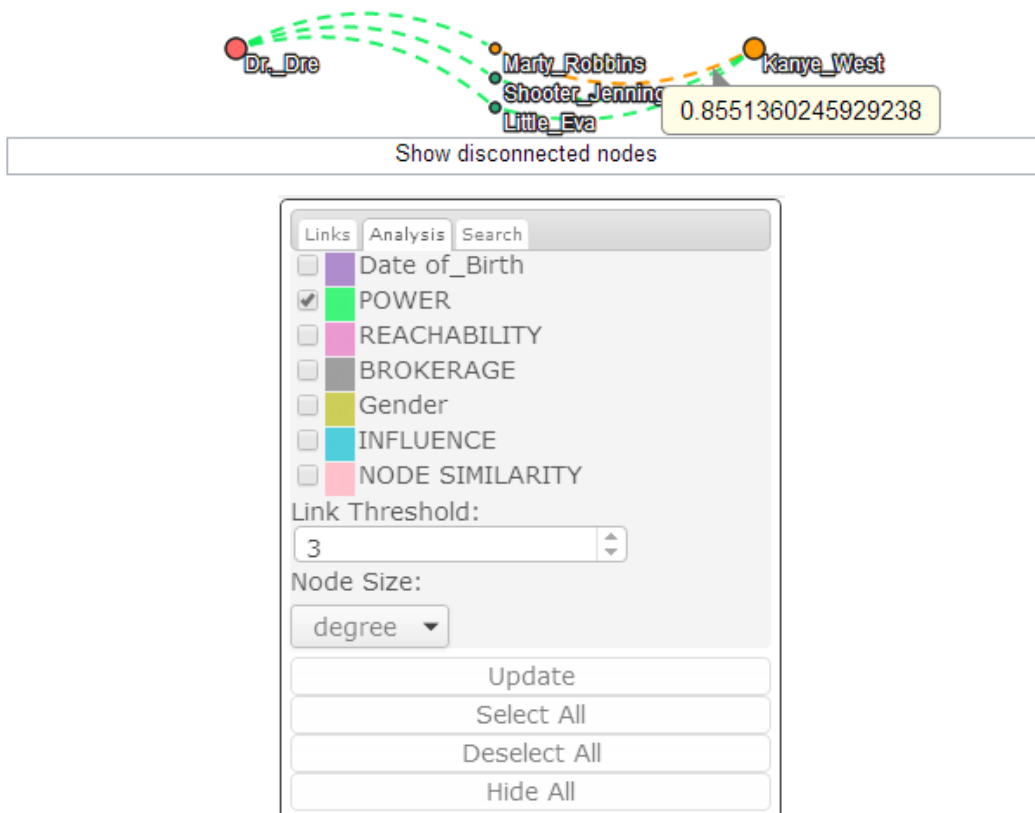 Dr._Dre
Marty_Robbins
Kanye_West
Shooter_Jenning
Little_Eva
0.8551360245929238
Show disconnected nodes
Links Analysis Search
Date of_Birth
POWER
REACHABILITY
BROKERAGE
Gender
INFLUENCE
NODE SIMILARITY
Link Threshold:
3
Node Size:
degree
Update
Select All
Deselect All
Hide All